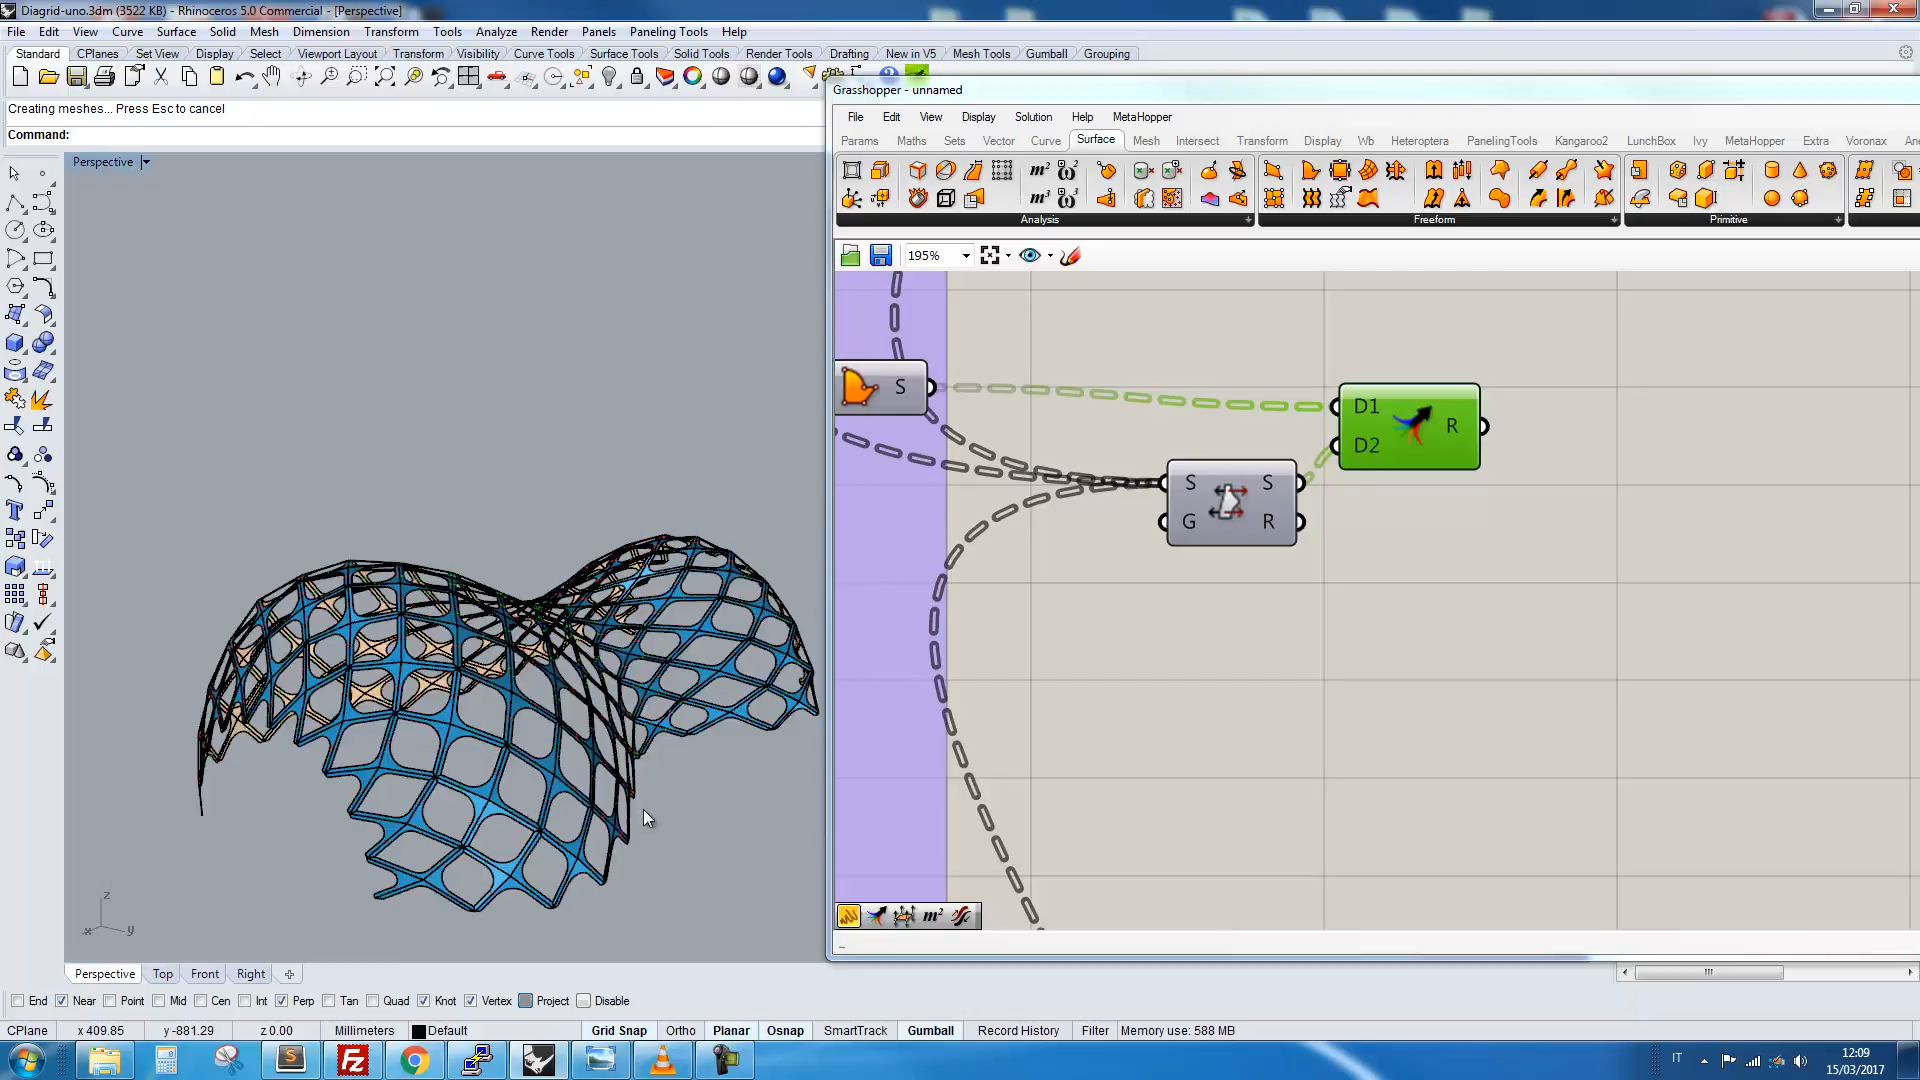 Diagrid-uno.3dm (3522 KB) - Rhinoceros 5.0 Commercial - [Perspective]
File Edit View Curve Surface Solid Mesh Dimension Transform Tools Analyze Render Panels Paneling Tools Help
Standard CPlanes Set View Display Select Viewport Layout Transform Visibility Curve Tools Surface Tools Solid Tools Render Tools Drafting New in V5 Mesh Tools Gumball Grouping
Creating meshes... Press Esc to cancel
Command:
Perspective
Grasshopper - unnamed
File Edit View Display Solution Help MetaHopper
Params Maths Sets Vector Curve Surface Mesh Intersect Transform Display Wb Heteroptera PanelingTools Kangaroo2 LunchBox Ivy MetaHopper Extra Voronax An
m² m³
Analysis Freeform Primitive
195%
S
D1 D2 R
S G S R
m²
z
x y
Perspective Top Front Right
End Near Point Mid Cen Int Perp Tan Quad Knot Vertex Project Disable
CPlane x 409.85 y -881.29 z 0.00 Millimeters Default Grid Snap Ortho Planar Osnap SmartTrack Gumball Record History Filter Memory use: 588 MB
IT 12:09
15/03/2017